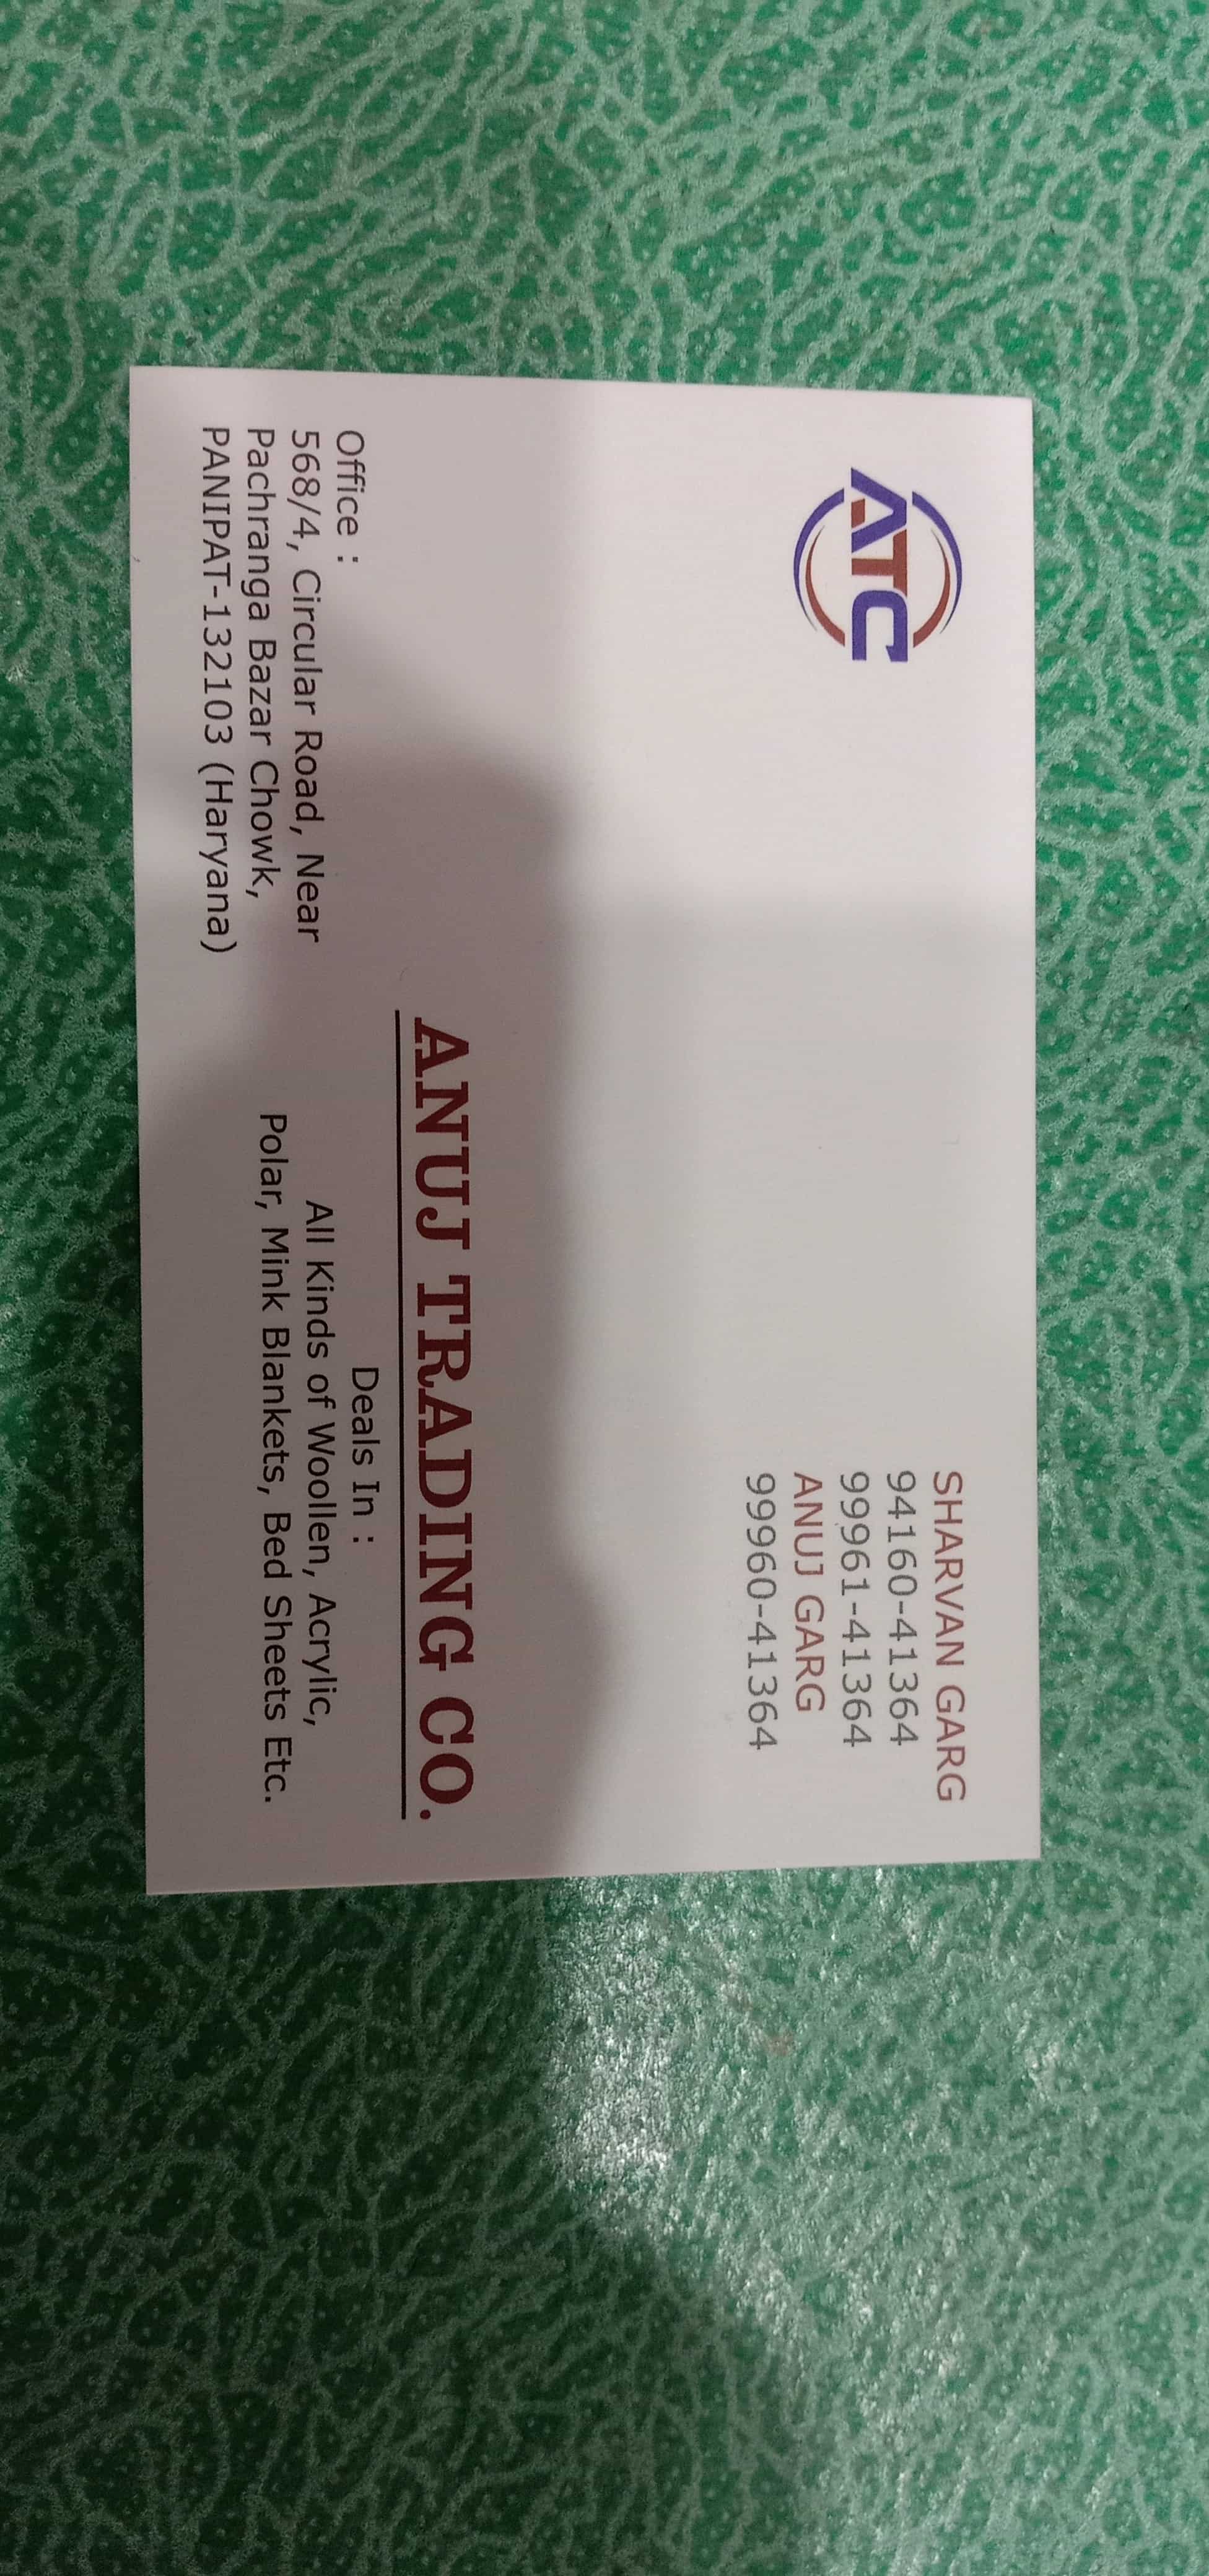 ATC
SHARVAN GARG
94160-41364
99961-41364
ANUJ GARG
99960-41364
ANUJ TRADING CO.
Office :
568/4, Circular Road, Near
Pachranga Bazar Chowk,
PANIPAT-132103 (Haryana)
Deals In :
All Kinds of Woollen, Acrylic,
Polar, Mink Blankets, Bed Sheets Etc.